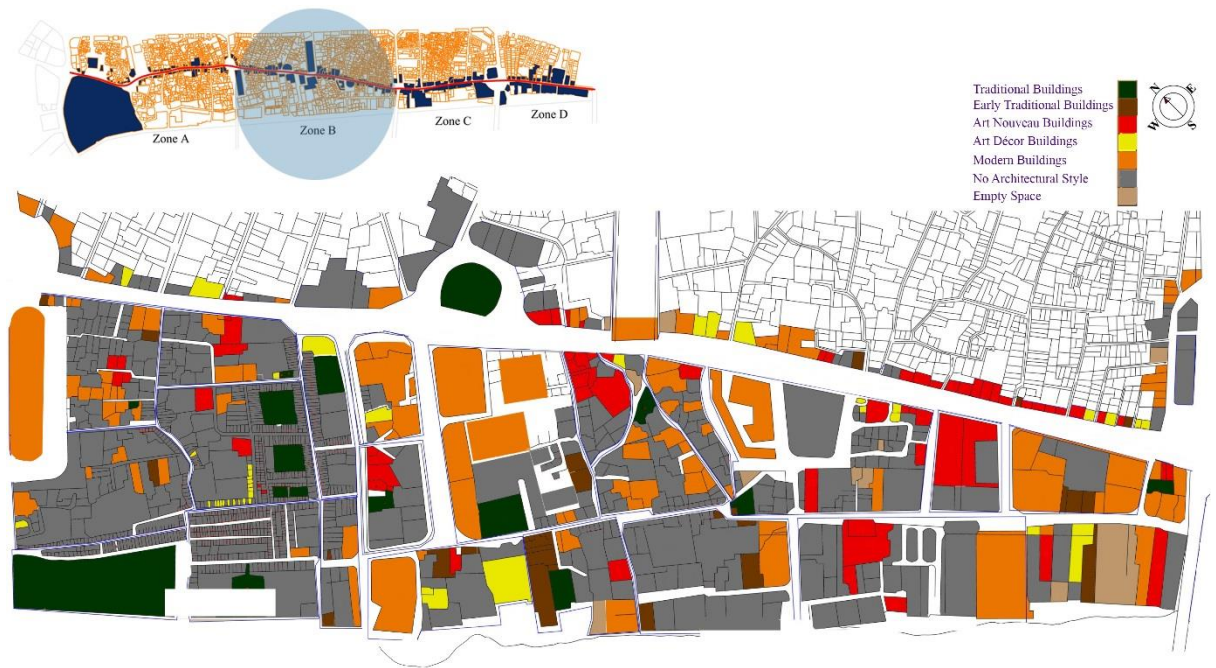 Zone A
Zone B
Zone C
Zone D
Traditional Buildings
Early Traditional Buildings
Art Nouveau Buildings
Art Décor Buildings
Modern Buildings
No Architectural Style
Empty Space
N
E
W
S